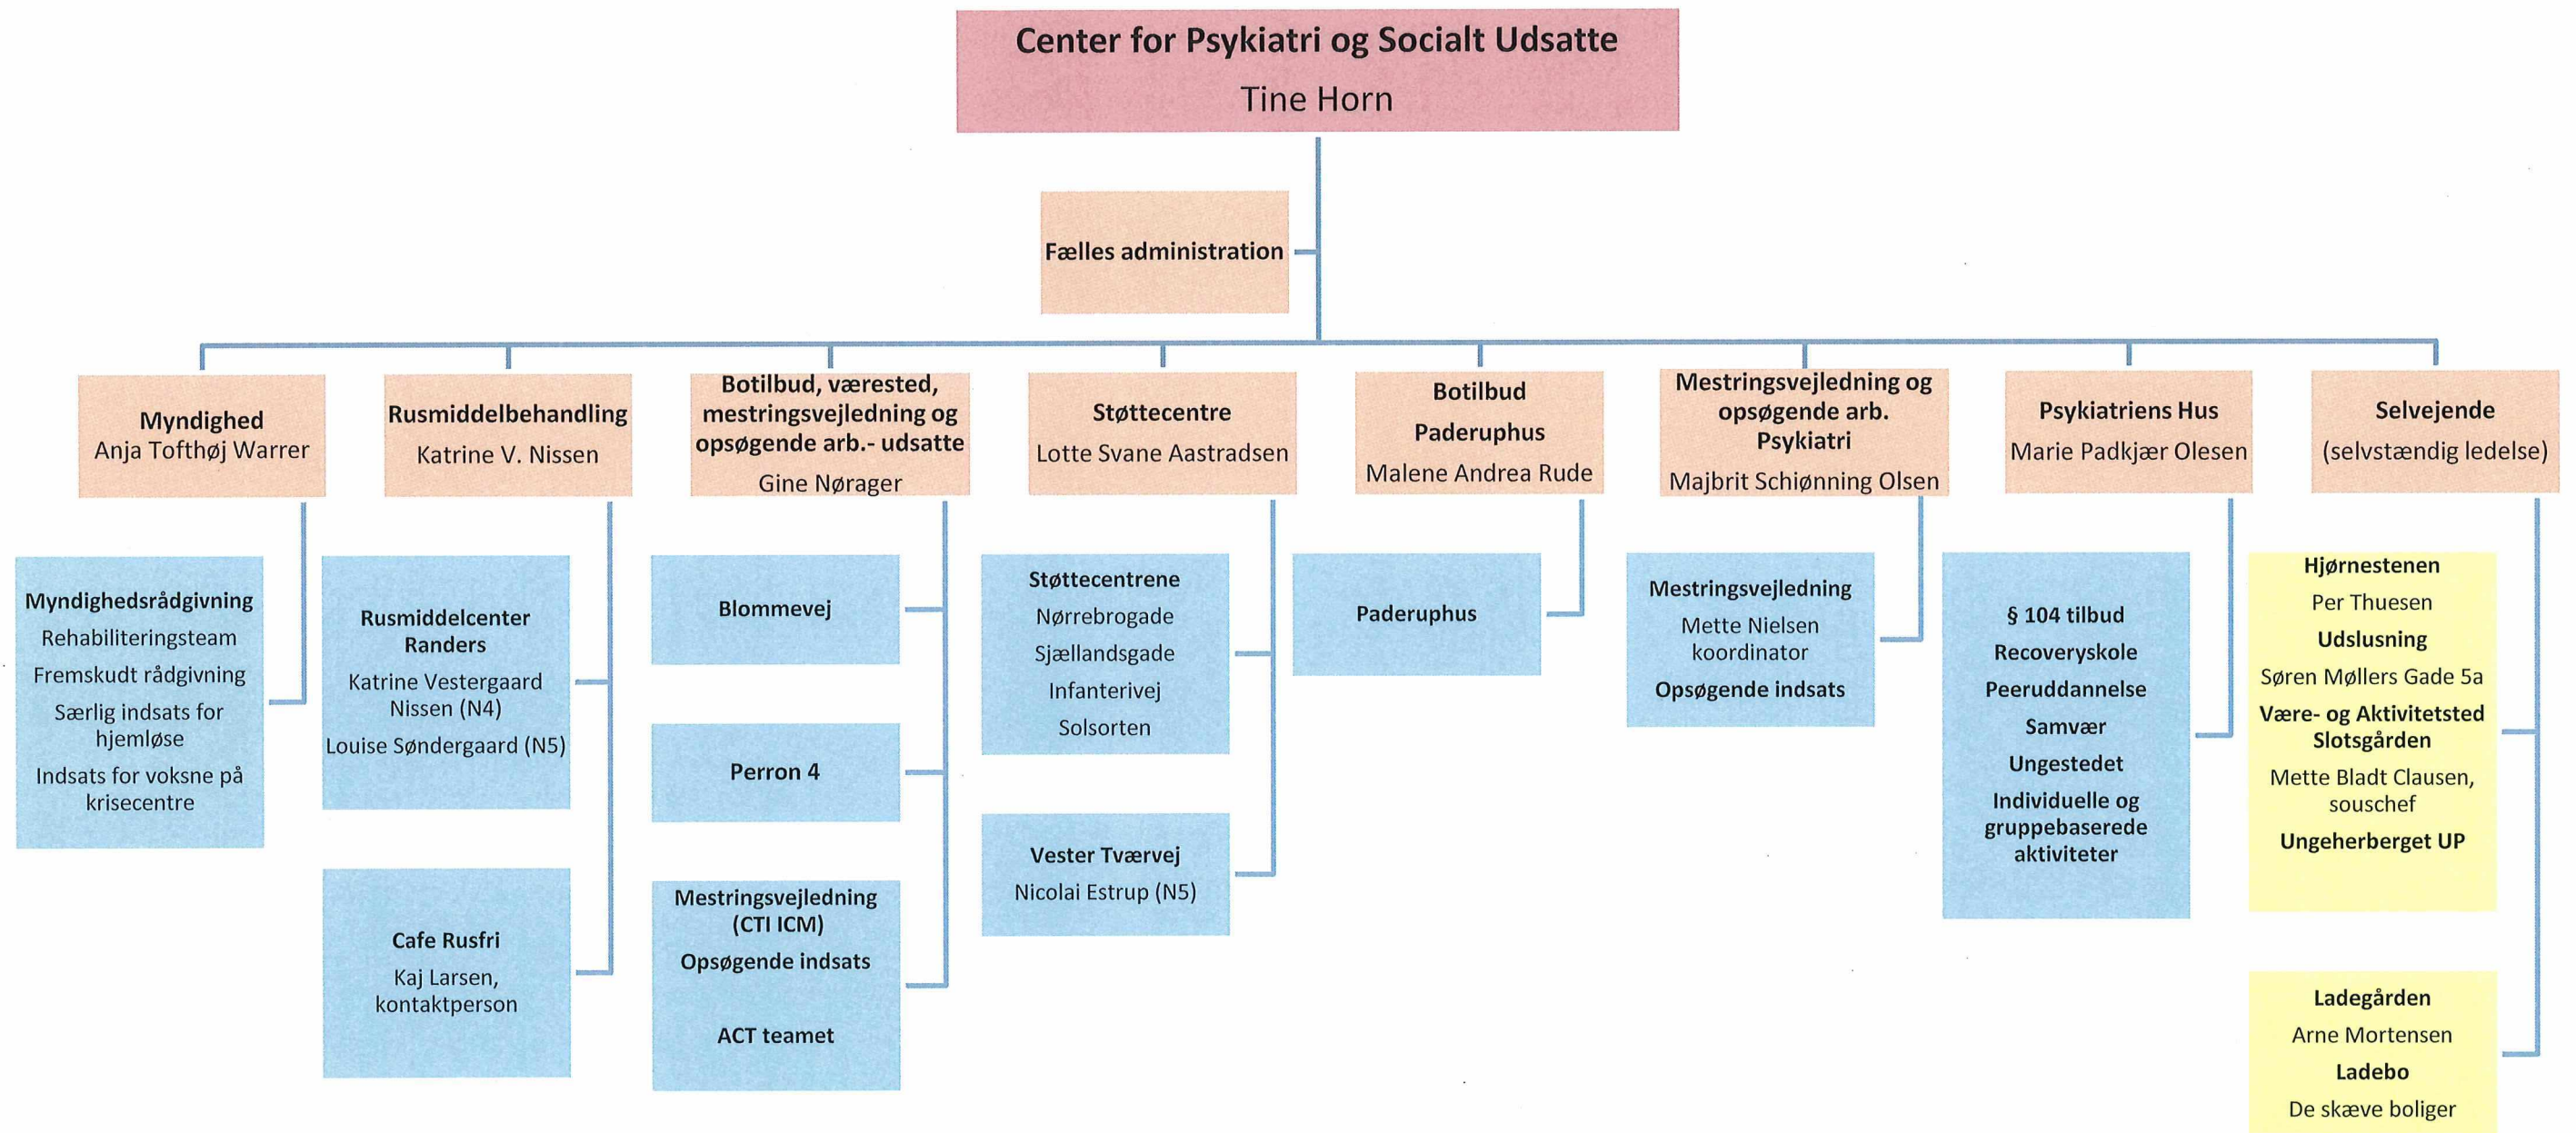 Center for Psykiatri og Socialt Udsatte
Tine Horn
Fælles administration
Myndighed
Anja Tofthøj Warrer
Rusmiddelbehandling
Katrine V. Nissen
Botilbud, værested,
mestringsvejledning og
opsøgende arb.- udsatte
Gine Nørager
Støttecentre
Lotte Svane Aastradsen
Botilbud
Paderuphus
Malene Andrea Rude
Mestringsvejledning og
opsøgende arb.
Psykiatri
Majbrit Schiønning Olsen
Psykiatriens Hus
Marie Padkjær Olesen
Selvejende
(selvstændig ledelse)
Myndighedsrådgivning
Rehabiliteringsteam
Fremskudt rådgivning
Særlig indsats for
hjemløse
Indsats for voksne på
krisecentre
Rusmiddelcenter
Randers
Katrine Vestergaard
Nissen (N4)
Louise Søndergaard (N5)
Cafe Rusfri
Kaj Larsen,
kontaktperson
Blommevej
Perron 4
Mestringsvejledning
(CTI ICM)
Opsøgende indsats
ACT teamet
Støttecentrene
Nørrebrogade
Sjællandsgade
Infanterivej
Solsorten
Vester Tværvej
Nicolai Estrup (N5)
Paderuphus
Mestringsvejledning
Mette Nielsen
koordinator
Opsøgende indsats
§ 104 tilbud
Recoveryskole
Peeruddannelse
Samvær
Ungestedet
Individuelle og
gruppebaserede
aktiviteter
Hjørnestenen
Per Thuesen
Udslusning
Søren Møllers Gade 5a
Være- og Aktivitetsted
Slotsgården
Mette Bladt Clausen,
souschef
Ungeherberget UP
Ladegården
Arne Mortensen
Ladebo
De skæve boliger